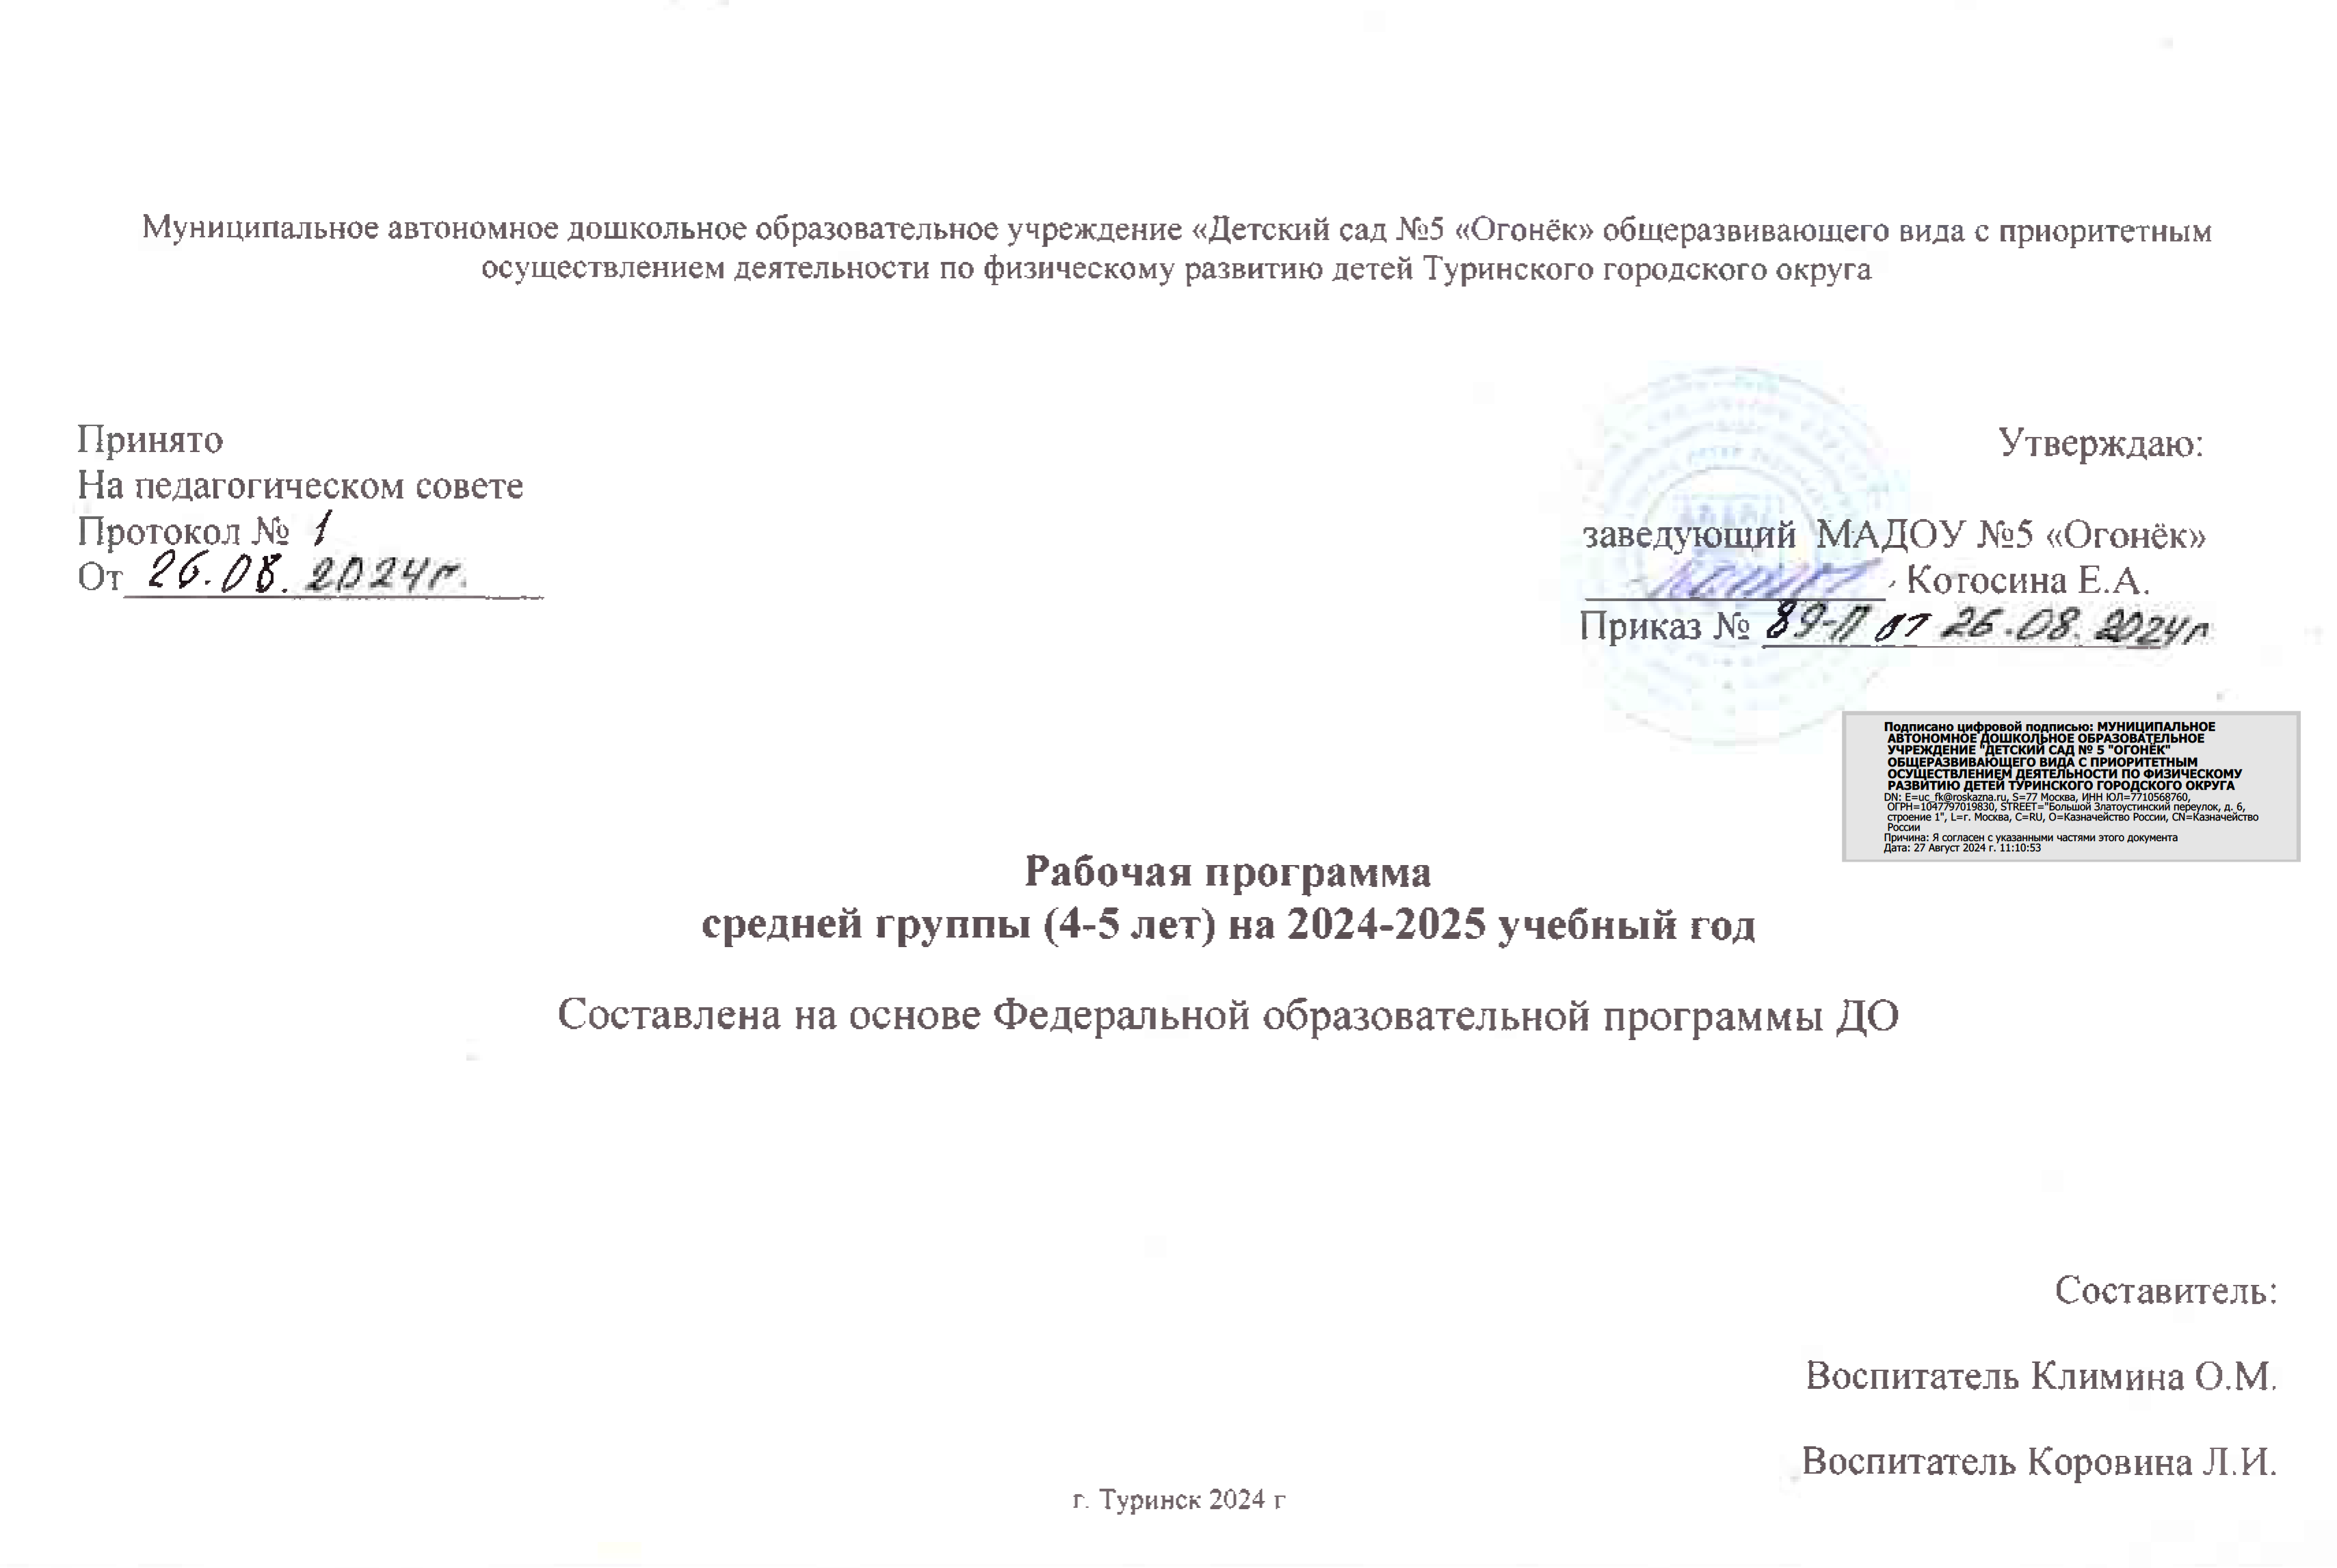 Муниципальное автономное дошкольное образовательное учреждение «Детский сад №5 «Огонёк» общеразвивающего вида с приоритетным
осуществлением деятельности по физическому развитию детей Туринского городского округа
Принято
На педагогическом совете
Протокол № 1
От 26.08.2024г.
Утверждаю:
заведующий МАДОУ №5 «Огонёк»
Котосина Е.А.
Приказ № 89-П от 26.08.2024г
Подписано цифровой подписью: МУНИЦИПАЛЬНОЕ
АВТОНОМНОЕ ДОШКОЛЬНОЕ ОБРАЗОВАТЕЛЬНОЕ
УЧРЕЖДЕНИЕ "ДЕТСКИЙ САД № 5 "ОГОНЁК"
ОБЩЕРАЗВИВАЮЩЕГО ВИДА С ПРИОРИТЕТНЫМ
ОСУЩЕСТВЛЕНИЕМ ДЕЯТЕЛЬНОСТИ ПО ФИЗИЧЕСКОМУ
РАЗВИТИЮ ДЕТЕЙ ТУРИНСКОГО ГОРОДСКОГО ОКРУГА
DN: E=uc_fk@roskazna.ru, S=77 Москва, ИНН ЮЛ=7710568760,
ОГРН=1047797019830, STREET="Большой Златоустинский переулок, д. 6,
строение 1", L=г. Москва, C=RU, O=Казначейство России, CN=Казначейство
России
Причина: Я согласен с указанными частями этого документа
Дата: 27 Август 2024 г. 11:10:53
Рабочая программа
средней группы (4-5 лет) на 2024-2025 учебный год
Составлена на основе Федеральной образовательной программы ДО
Составитель:
Воспитатель Климина О.М.
Воспитатель Коровина Л.И.
г. Туринск 2024 г